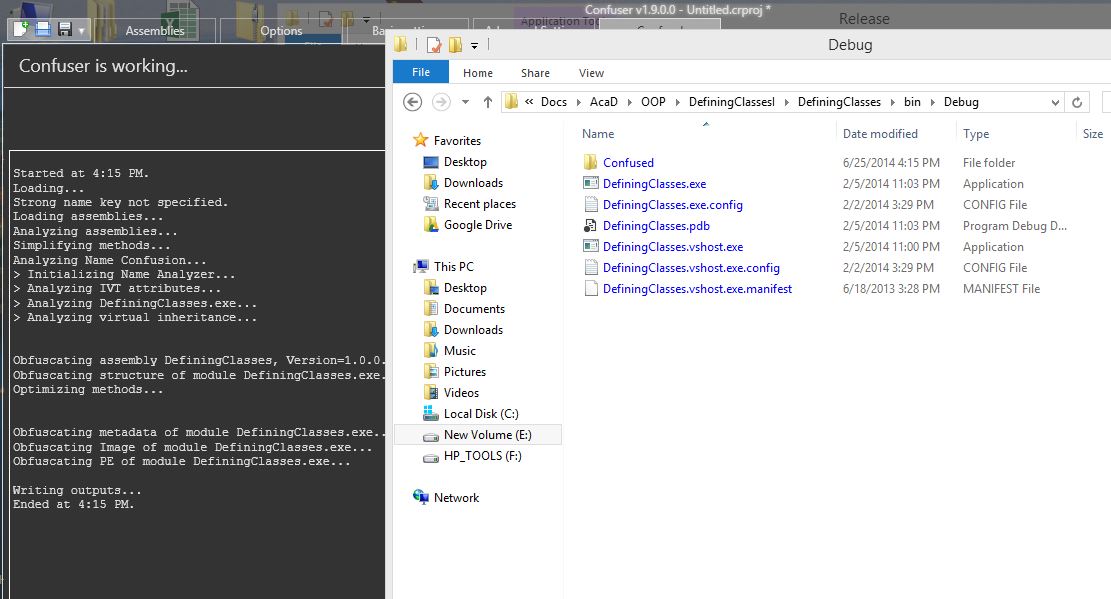 Confuser v1.9.0.0 - Untitled.crproj *
Assemblies
Options
Release
Confuser is working...
Started at 4:15 PM.
Loading...
Strong name key not specified.
Loading assemblies...
Analyzing assemblies...
Simplifying methods...
Analyzing Name Confusion...
> Initializing Name Analyzer...
> Analyzing IVT attributes...
> Analyzing DefiningClasses.exe...
> Analyzing virtual inheritance...
Obfuscating assembly DefiningClasses, Version=1.0.0.
Obfuscating structure of module DefiningClasses.exe.
Optimizing methods...
Obfuscating metadata of module DefiningClasses.exe..
Obfuscating Image of module DefiningClasses.exe...
Obfuscating PE of module DefiningClasses.exe...
Writing outputs...
Ended at 4:15 PM.
Debug
File Home Share View
« Docs AcaD OOP DefiningClassesI DefiningClasses bin Debug
Favorites
Desktop
Downloads
Recent places
Google Drive
This PC
Desktop
Documents
Downloads
Music
Pictures
Videos
Local Disk (C:)
New Volume (E:)
HP_TOOLS (F:)
Network
Name Date modified Type Size
Confused 6/25/2014 4:15 PM File folder
DefiningClasses.exe 2/5/2014 11:03 PM Application
DefiningClasses.exe.config 2/2/2014 3:29 PM CONFIG File
DefiningClasses.pdb 2/5/2014 11:03 PM Program Debug D...
DefiningClasses.vshost.exe 2/5/2014 11:00 PM Application
DefiningClasses.vshost.exe.config 2/2/2014 3:29 PM CONFIG File
DefiningClasses.vshost.exe.manifest 6/18/2013 3:28 PM MANIFEST File